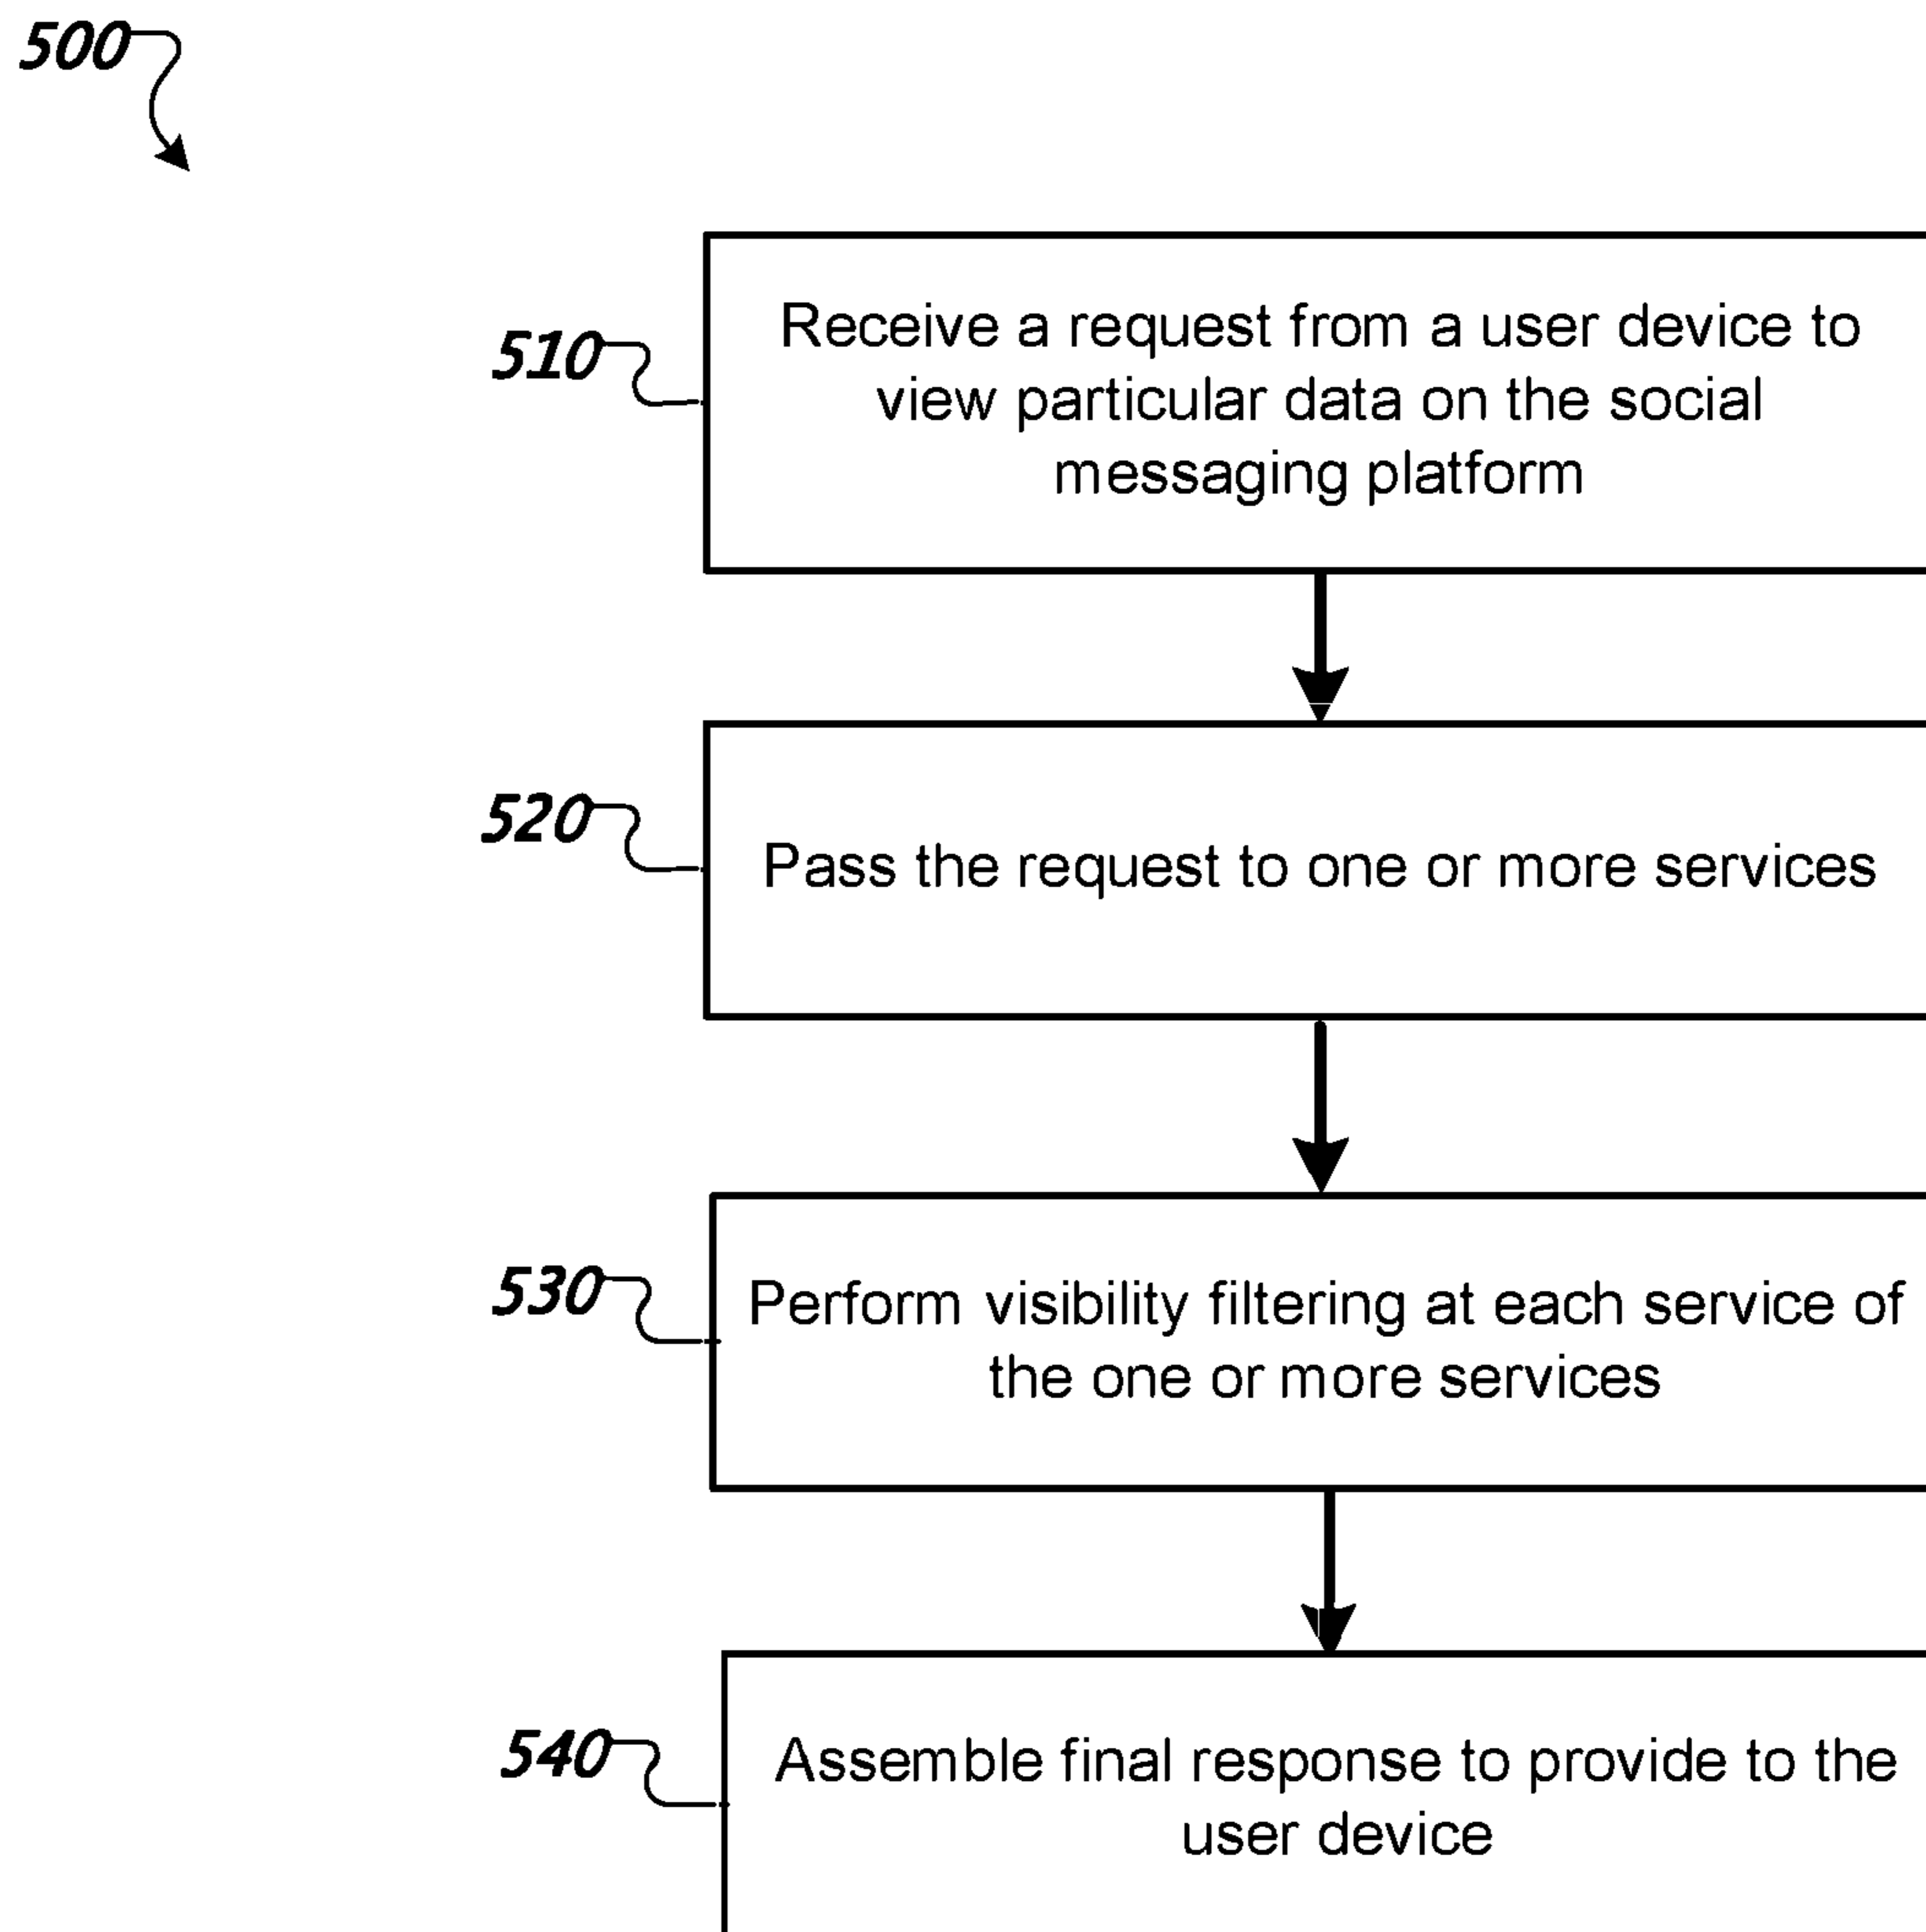 500
510
Receive a request from a user device to
view particular data on the social
messaging platform
520
Pass the request to one or more services
530
Perform visibility filtering at each service of
the one or more services
540
Assemble final response to provide to the
user device